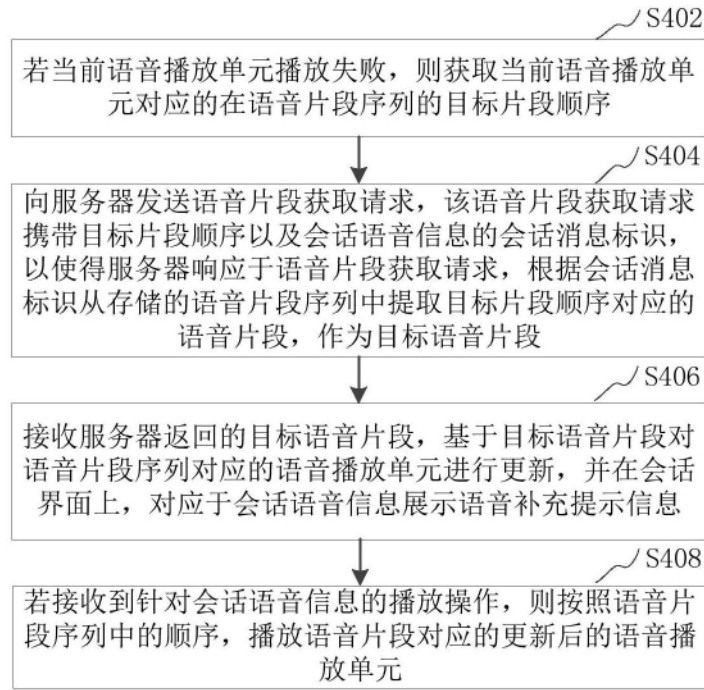 S402
若当前语音播放单元播放失败，则获取当前语音播放单
元对应的在语音片段序列的目标片段顺序
S404
向服务器发送语音片段获取请求，该语音片段获取请求
携带目标片段顺序以及会话语音信息的会话消息标识，
以使得服务器响应于语音片段获取请求，根据会话消息
标识从存储的语音片段序列中提取目标片段顺序对应的
语音片段，作为目标语音片段
S406
接收服务器返回的目标语音片段，基于目标语音片段对
语音片段序列对应的语音播放单元进行更新，并在会话
界面上，对应于会话语音信息展示语音补充提示信息
S408
若接收到针对会话语音信息的播放操作，则按照语音片
段序列中的顺序，播放语音片段对应的更新后的语音播
放单元